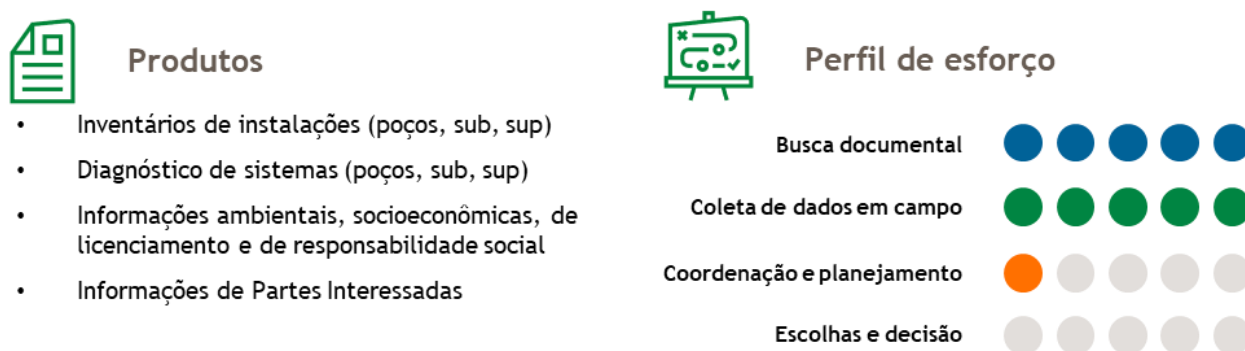 Produtos
• Inventários de instalações (poços, sub, sup)
• Diagnóstico de sistemas (poços, sub, sup)
• Informações ambientais, socioeconômicas, de
licenciamento e de responsabilidade social
• Informações de Partes Interessadas
Perfil de esforço
Busca documental
Coleta de dados em campo
Coordenação e planejamento
Escolhas e decisão